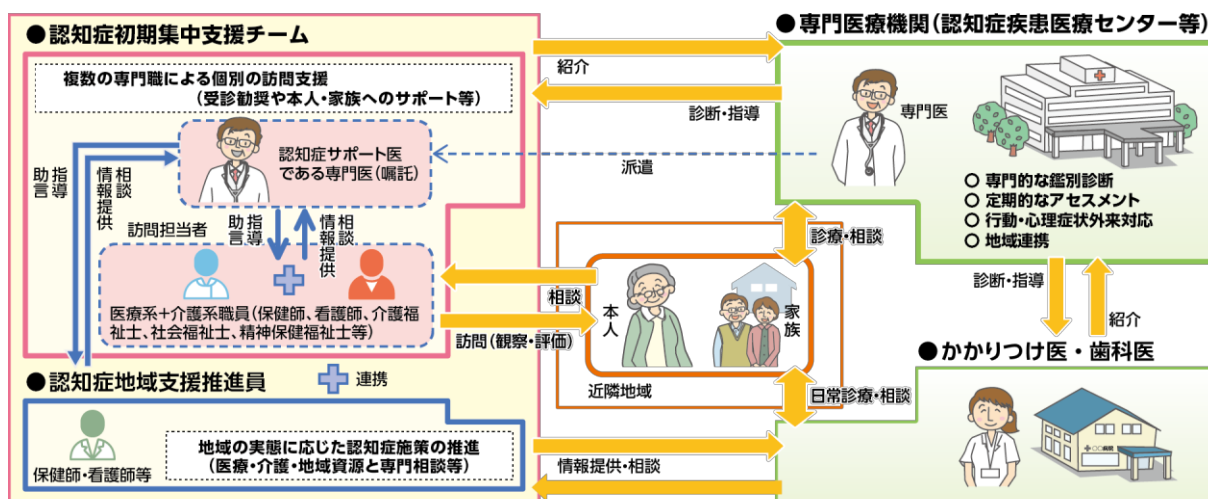 ●認知症初期集中支援チーム
複数の専門職による個別の訪問支援
(受診勧奨や本人・家族へのサポート等)
認知症サポート医
である専門医(嘱託)
指導
助言
相談
情報提供
訪問担当者
指導
助言
相談
情報提供
医療系+介護系職員(保健師、看護師、介護福
祉士、社会福祉士、精神保健福祉士等)
●認知症地域支援推進員
連携
保健師・看護師等
地域の実態に応じた認知症施策の推進
(医療・介護・地域資源と専門相談等)
紹介
診断・指導
派遣
相談
訪問(観察・評価)
本人
家族
近隣地域
診療・相談
日常診療・相談
情報提供・相談
●専門医療機関(認知症疾患医療センター等)
専門医
○ 専門的な鑑別診断
○ 定期的なアセスメント
○ 行動・心理症状外来対応
○ 地域連携
診断・指導
紹介
●かかりつけ医・歯科医